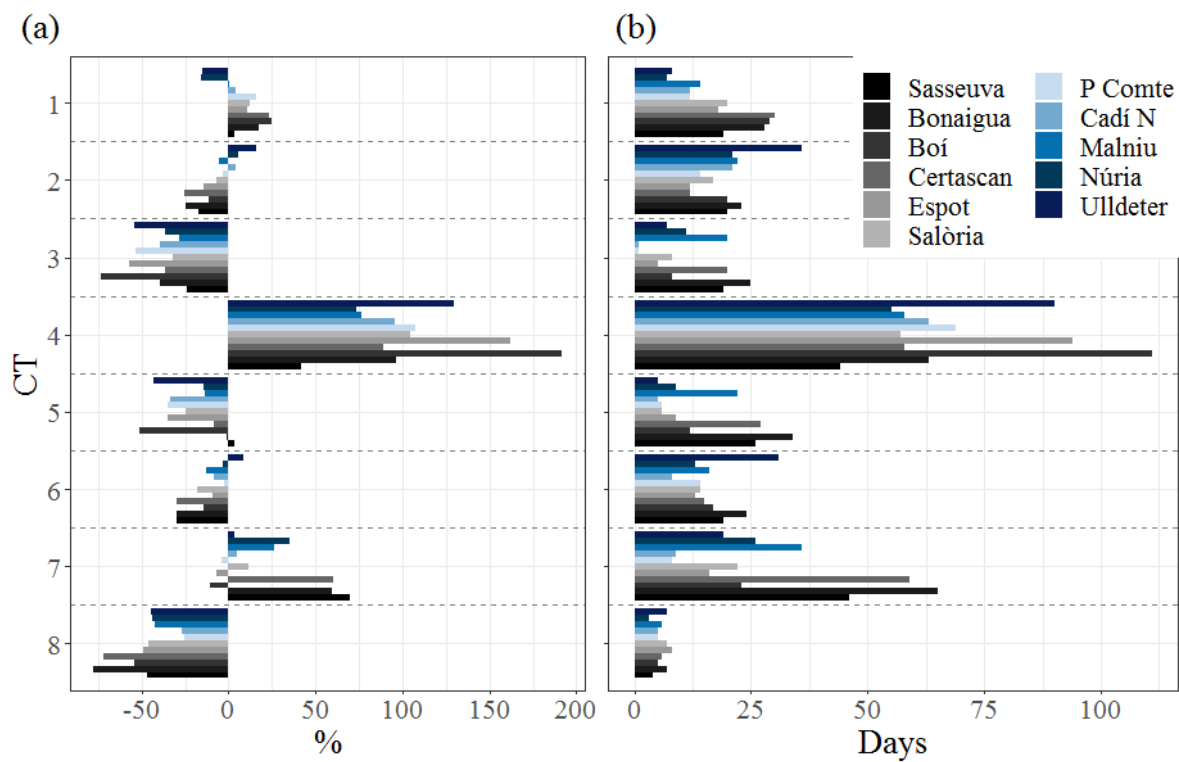 (a)
(b)
CT
1
2
3
4
5
6
7
8
-50
0
50
100
150
200
%
0
25
50
75
100
Days
Sasseuva
Bonaigua
Boí
Certascan
Espot
Salòria
P Comte
Cadí N
Malniu
Núria
Ulldeter